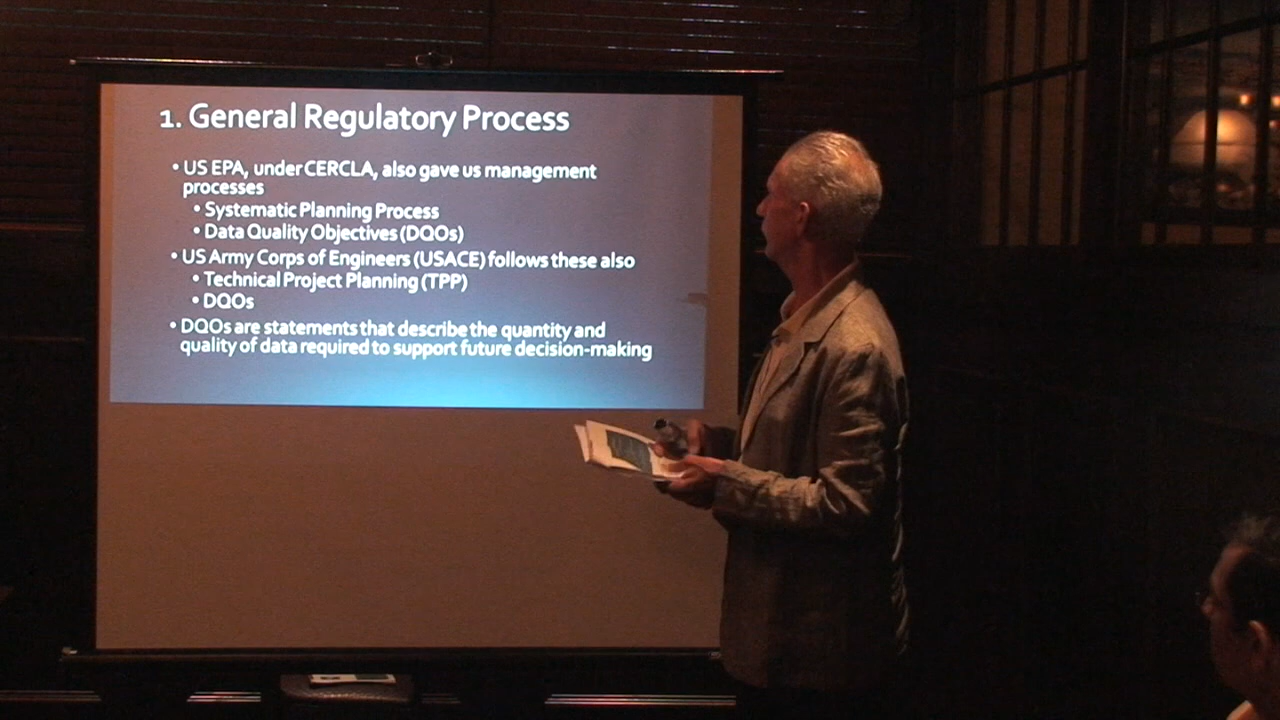 1. General Regulatory Process
• US EPA, under CERCLA, also gave us management
processes
• Systematic Planning Process
• Data Quality Objectives (DQOs)
• US Army Corps of Engineers (USACE) follows these also
• Technical Project Planning (TPP)
• DQOs
• DQOs are statements that describe the quantity and
quality of data required to support future decision-making